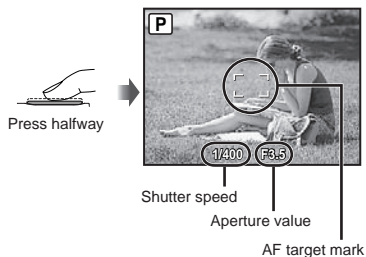 P
Press halfway
1/400 F3.5
Shutter speed
Aperture value
AF target mark